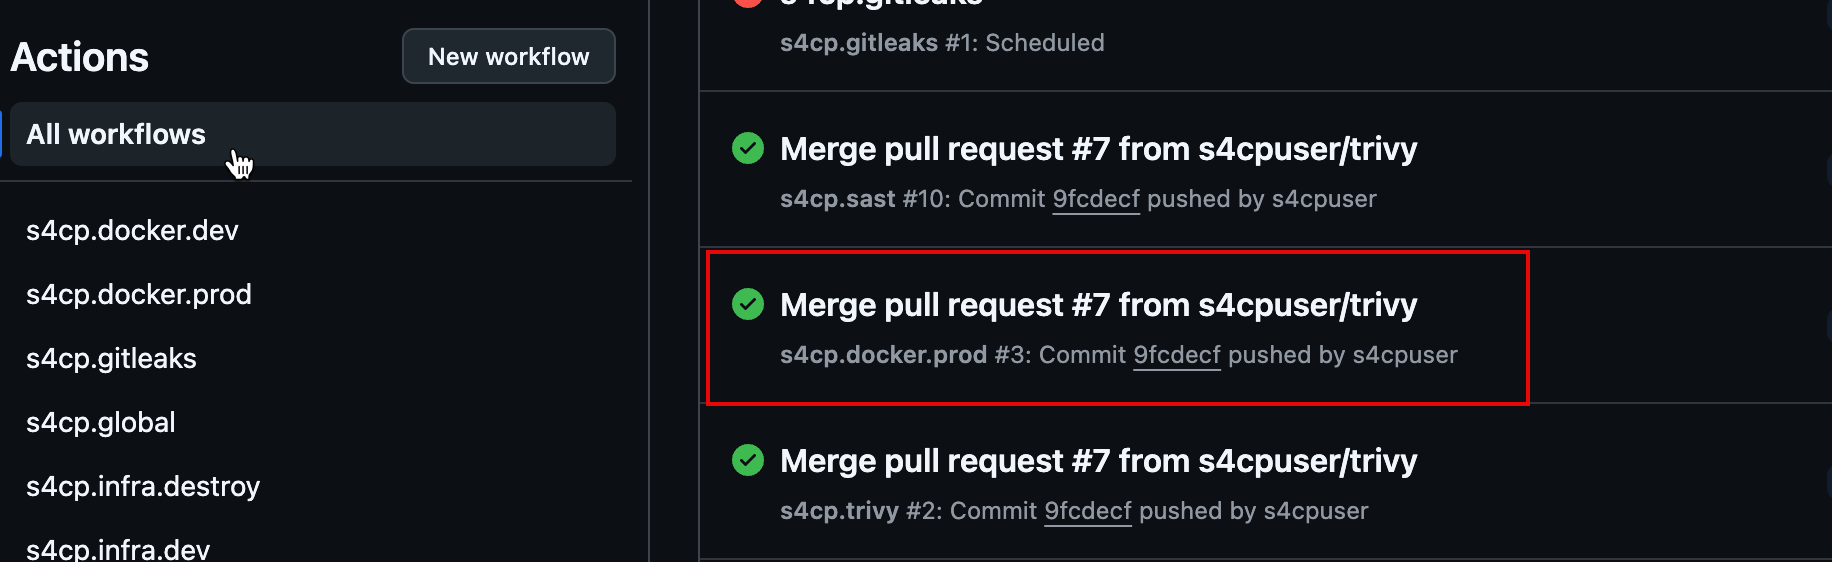 Actions
New workflow
All workflows
s4cp.docker.dev
s4cp.docker.prod
s4cp.gitleaks
s4cp.global
s4cp.infra.destroy
s4cp.infra.dev
s4cp.gitleaks
s4cp.gitleaks #1: Scheduled
Merge pull request #7 from s4cpuser/trivy
s4cp.sast #10: Commit 9fcdecf pushed by s4cpuser
Merge pull request #7 from s4cpuser/trivy
s4cp.docker.prod #3: Commit 9fcdecf pushed by s4cpuser
Merge pull request #7 from s4cpuser/trivy
s4cp.trivy #2: Commit 9fcdecf pushed by s4cpuser